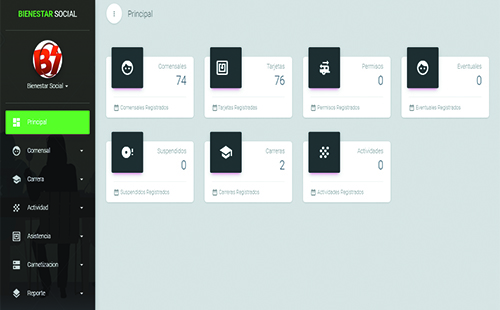 BIENESTAR SOCIAL
Principal
Bienestar Social
Principal
Comensal
Carrera
Actividad
Asistencia
Carnetizacion
Reporte
Comensales
74
Comensales Registrados
Tarjetas
76
Tarjetas Registrados
Permisos
0
Permisos Registrados
Eventuales
0
Eventuales Registrados
Suspendidos
0
Suspendidos Registrados
Carreras
2
Carreras Registrados
Actividades
0
Actividades Registrados